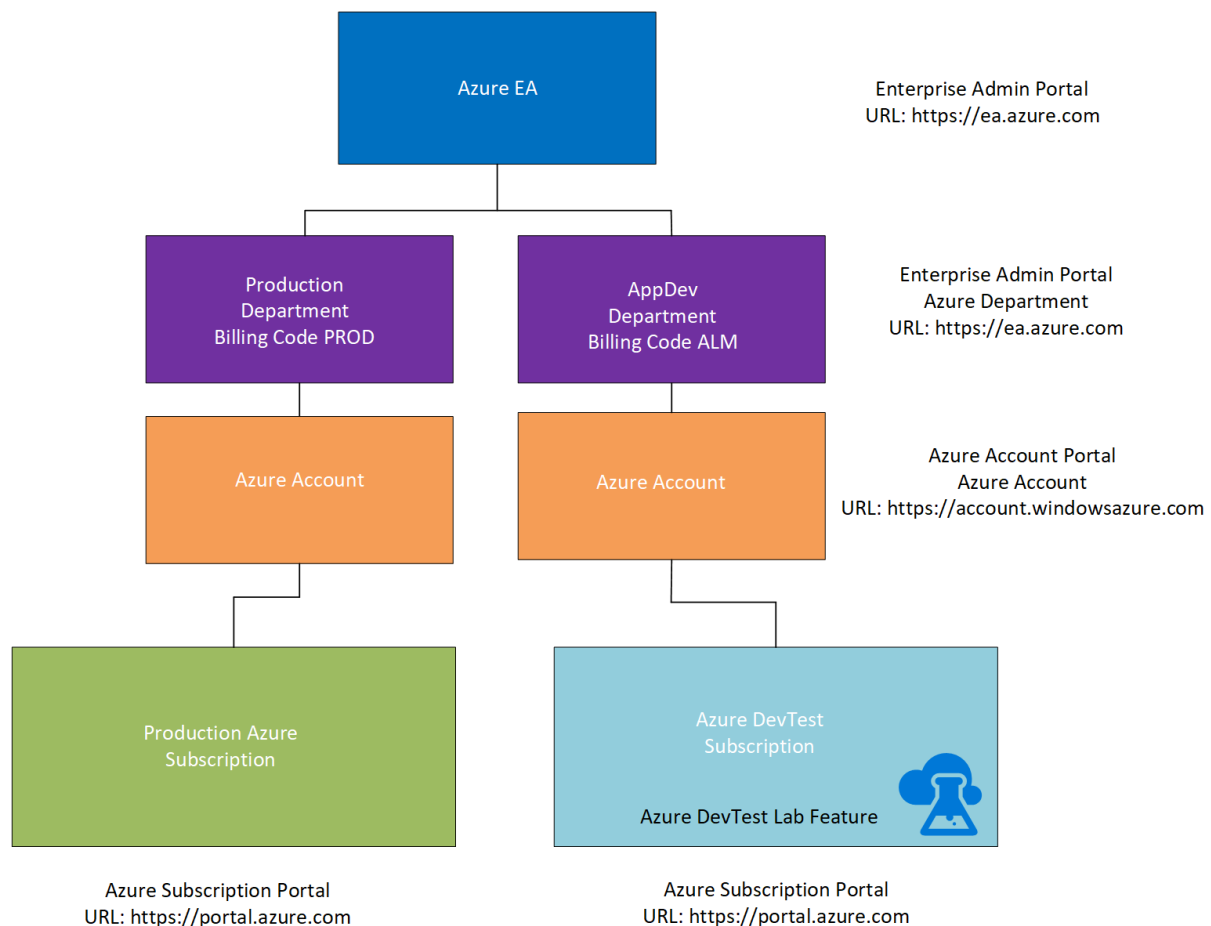 Azure EA
Enterprise Admin Portal
URL: https://ea.azure.com
Production
Department
Billing Code PROD
AppDev
Department
Billing Code ALM
Enterprise Admin Portal
Azure Department
URL: https://ea.azure.com
Azure Account
Azure Account
Azure Account Portal
Azure Account
URL: https://account.windowsazure.com
Production Azure
Subscription
Azure DevTest
Subscription
Azure DevTest Lab Feature
Azure Subscription Portal
URL: https://portal.azure.com
Azure Subscription Portal
URL: https://portal.azure.com